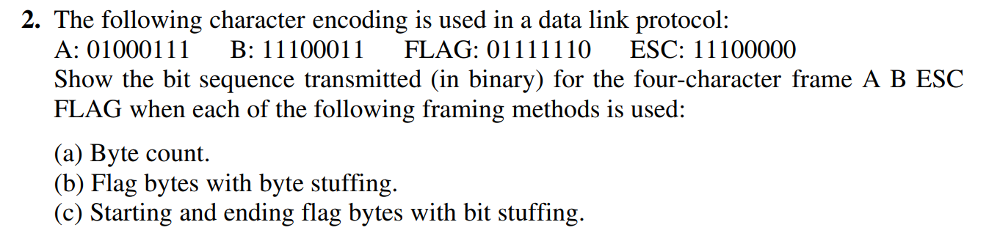 2. The following character encoding is used in a data link protocol:
A: 01000111 B: 11100011 FLAG: 01111110 ESC: 11100000
Show the bit sequence transmitted (in binary) for the four-character frame A B ESC
FLAG when each of the following framing methods is used:
(a) Byte count.
(b) Flag bytes with byte stuffing.
(c) Starting and ending flag bytes with bit stuffing.